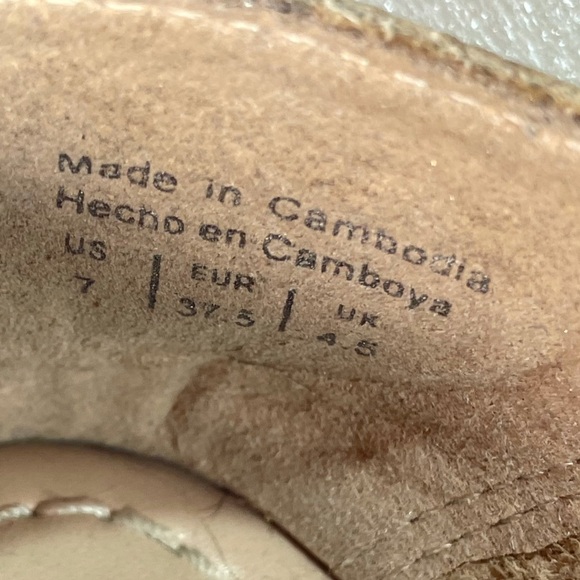 Made in Cambodia
Hecho en Camboya
US | EUR | UK
7 | 37.5 | 4.5